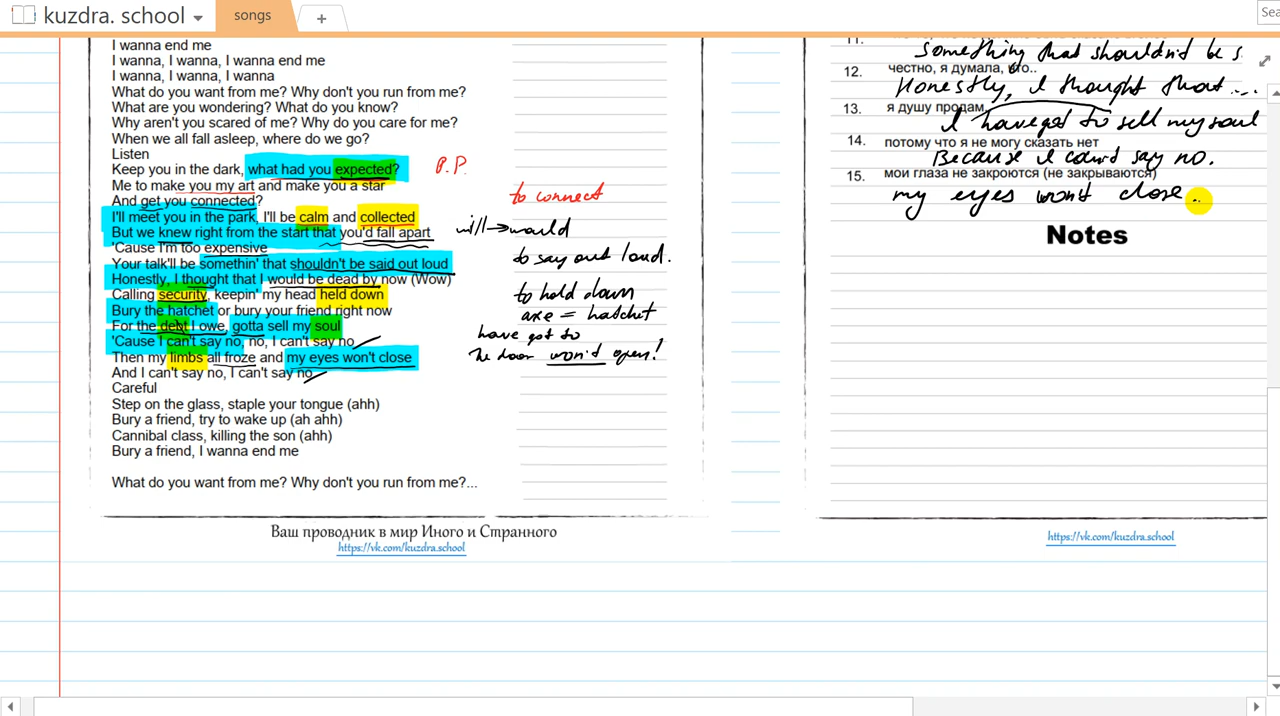 kuzdra. school
songs
+
Sea
I wanna end me
I wanna, I wanna, I wanna end me
I wanna, I wanna, I wanna
What do you want from me? Why don't you run from me?
What are you wondering? What do you know?
Why aren't you scared of me? Why do you care for me?
When we all fall asleep, where do we go?
Listen
Keep you in the dark, what had you expected?
P.P.
Me to make you my art and make you a star
And get you connected?
to connect
I'll meet you in the park, I'll be calm and collected
But we knew right from the start that you'd fall apart
will→would
'Cause I'm too expensive
Your talk'll be somethin' that shouldn't be said out loud
to say out loud.
Honestly, I thought that I would be dead by now (Wow)
Calling security, keepin' my head held down
to hold down
Bury the hatchet or bury your friend right now
axe = hatchet
For the debt I owe, gotta sell my soul
have got to
'Cause I can't say no, no, I can't say no
Then my limbs all froze and my eyes won't close
The door won't open!
And I can't say no, I can't say no
Careful
Step on the glass, staple your tongue (ahh)
Bury a friend, try to wake up (ah ahh)
Cannibal class, killing the son (ahh)
Bury a friend, I wanna end me
What do you want from me? Why don't you run from me?...
Ваш проводник в мир Иного и Странного
https://vk.com/kuzdra.school
11.
something that shouldn't be s
12. честно, я думала, что..
Honestly, I thought that...
13. я душу продам,
I have got to sell my soul
14. потому что я не могу сказать нет
Because I can't say no.
15. мои глаза не закроются (не закрываются)
my eyes won't close..
Notes
https://vk.com/kuzdra.school